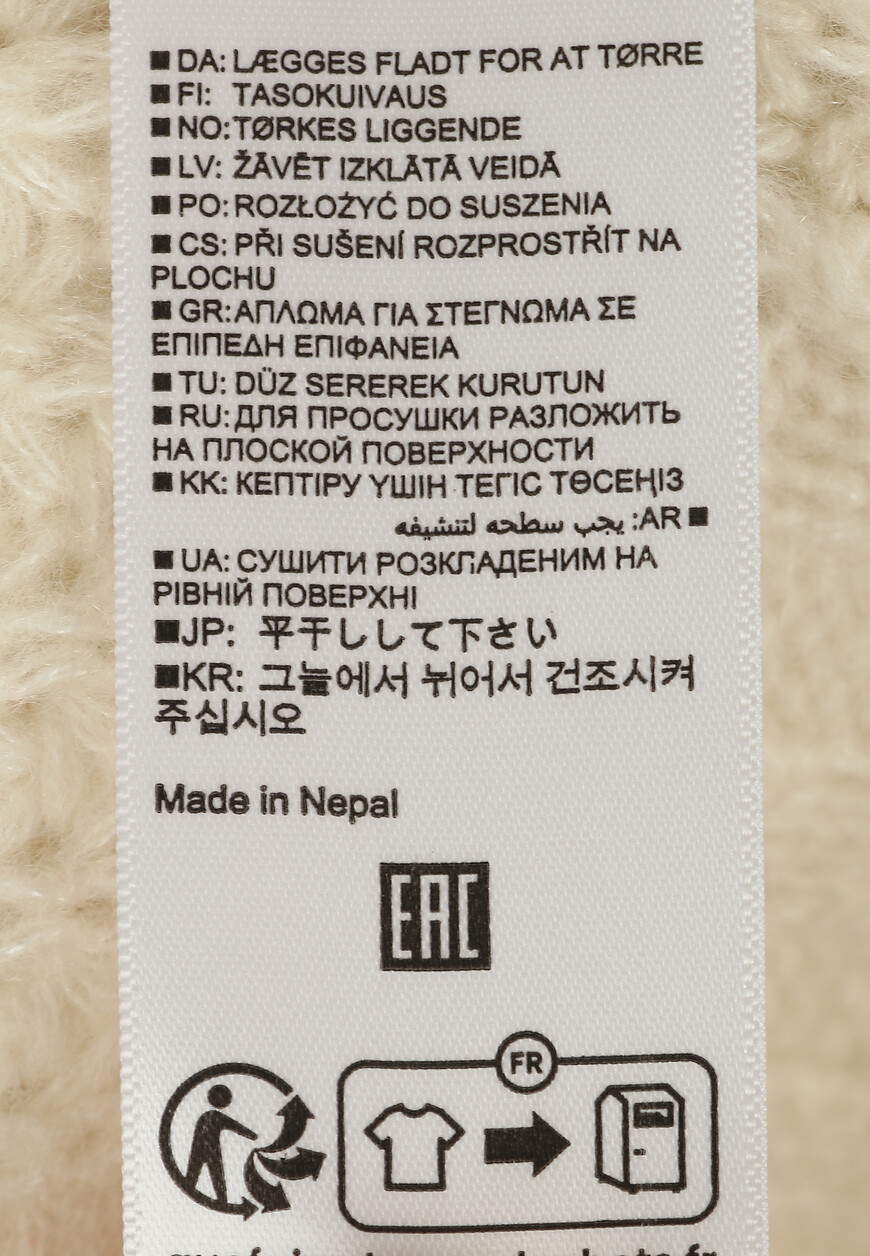 ■ DA: LÆGGES FLADT FOR AT TØRRE
■ FI: TASOKUIVAUS
■ NO: TØRKES LIGGENDE
■ LV: ŽĀVĒT IZKLĀTĀ VEIDĀ
■ PO: ROZŁOŻYĆ DO SUSZENIA
■ CS: PŘI SUŠENÍ ROZPROSTŘÍT NA
PLOCHU
■ GR: ΑΠΛΩΜΑ ΓΙΑ ΣΤΕΓΝΩΜΑ ΣΕ
ΕΠΙΠΕΔΗ ΕΠΙΦΑΝΕΙΑ
■ TU: DÜZ SEREREK KURUTUN
■ RU: ДЛЯ ПРОСУШКИ РАЗЛОЖИТЬ
НА ПЛОСКОЙ ПОВЕРХНОСТИ
■ KK: КЕПТІРУ ҮШІН ТЕГІС ТӨСЕҢІЗ
■ AR: يجب سطحه لتنشيفه
■ UA: СУШИТИ РОЗКЛАДЕНИМ НА
РІВНІЙ ПОВЕРХНІ
■JP: 平干しして下さい
■KR: 그늘에서 뉘어서 건조시켜
주십시오
Made in Nepal
EAC
FR